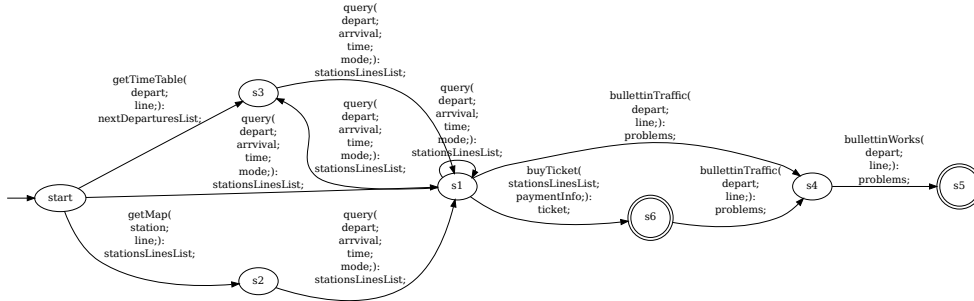 query(
depart;
arrvival;
time;
mode;):
stationsLinesList;
getTimeTable(
depart;
line;):
nextDeparturesList;
s3
query(
depart;
arrvival;
time;
mode;):
stationsLinesList;
query(
depart;
arrvival;
time;
mode;):
stationsLinesList;
query(
depart;
arrvival;
time;
mode;):
stationsLinesList;
bullettinTraffic(
depart;
line;):
problems;
start
s1
buyTicket(
stationsLinesList;
paymentInfo;):
ticket;
bullettinTraffic(
depart;
line;):
problems;
s4
bullettinWorks(
depart;
line;):
problems;
s5
s6
getMap(
station;
line;):
stationsLinesList;
query(
depart;
arrvival;
time;
mode;):
stationsLinesList;
s2